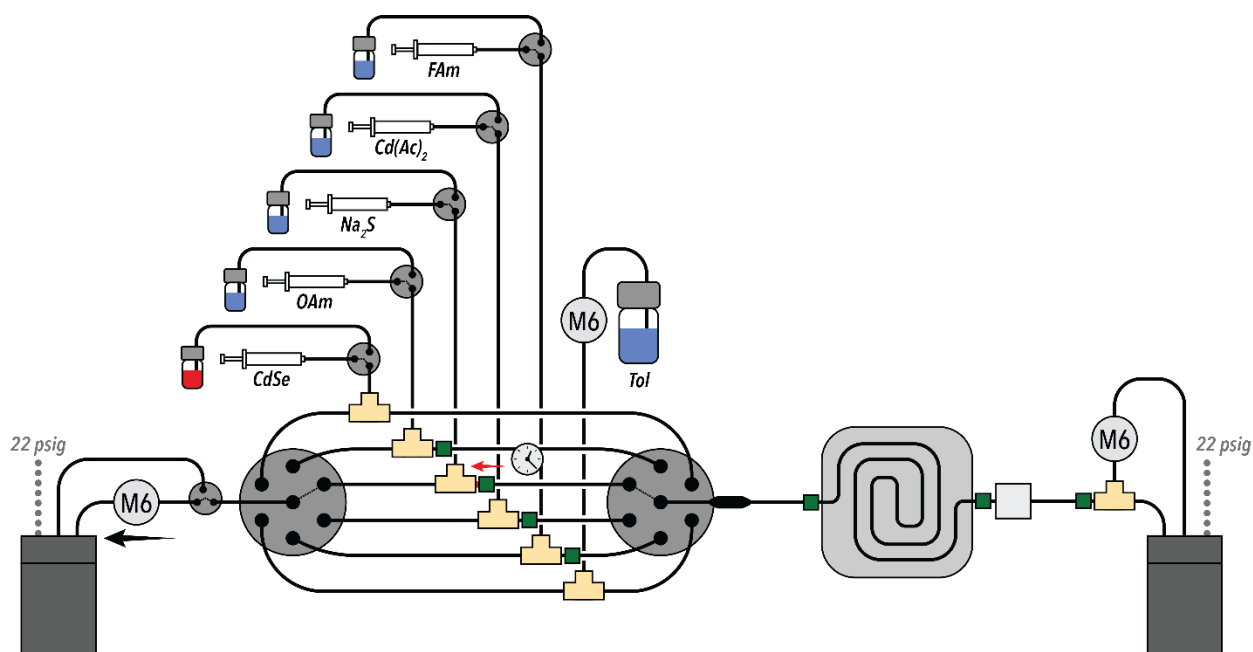 FAm
Cd(Ac)₂
Na₂S
OAm
CdSe
M6
Tol
22 psig
M6
M6
22 psig